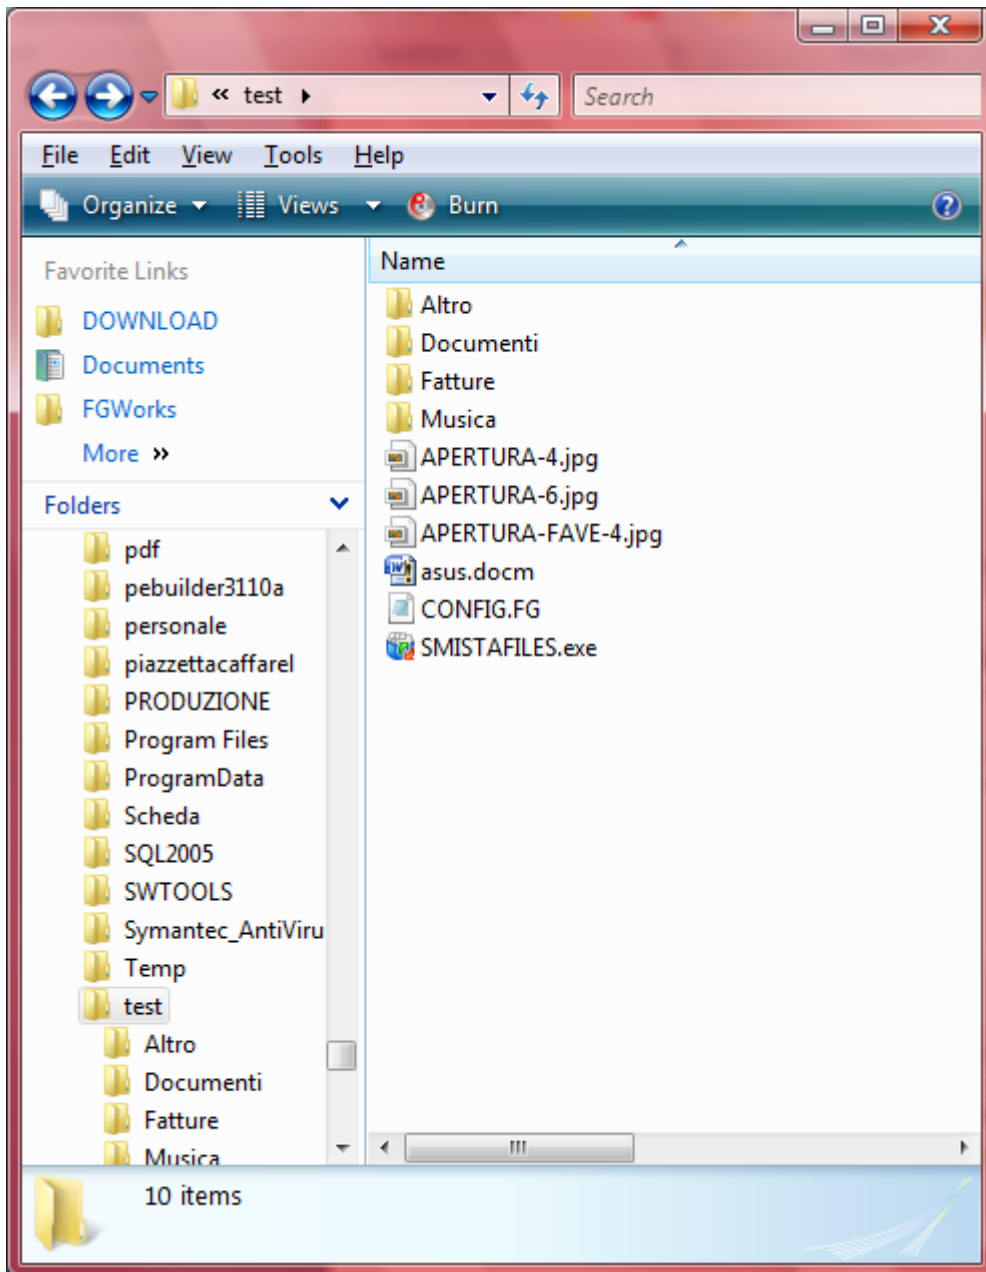 « test
Search
File Edit View Tools Help
Organize Views Burn
Favorite Links
DOWNLOAD
Documents
FGWorks
More »
Folders
pdf
pebuilder3110a
personale
piazzettacaffarel
PRODUZIONE
Program Files
ProgramData
Scheda
SQL2005
SWTOOLS
Symantec_AntiViru
Temp
test
Altro
Documenti
Fatture
Musica
Name
Altro
Documenti
Fatture
Musica
APERTURA-4.jpg
APERTURA-6.jpg
APERTURA-FAVE-4.jpg
asus.docm
CONFIG.FG
SMISTAFILES.exe
10 items